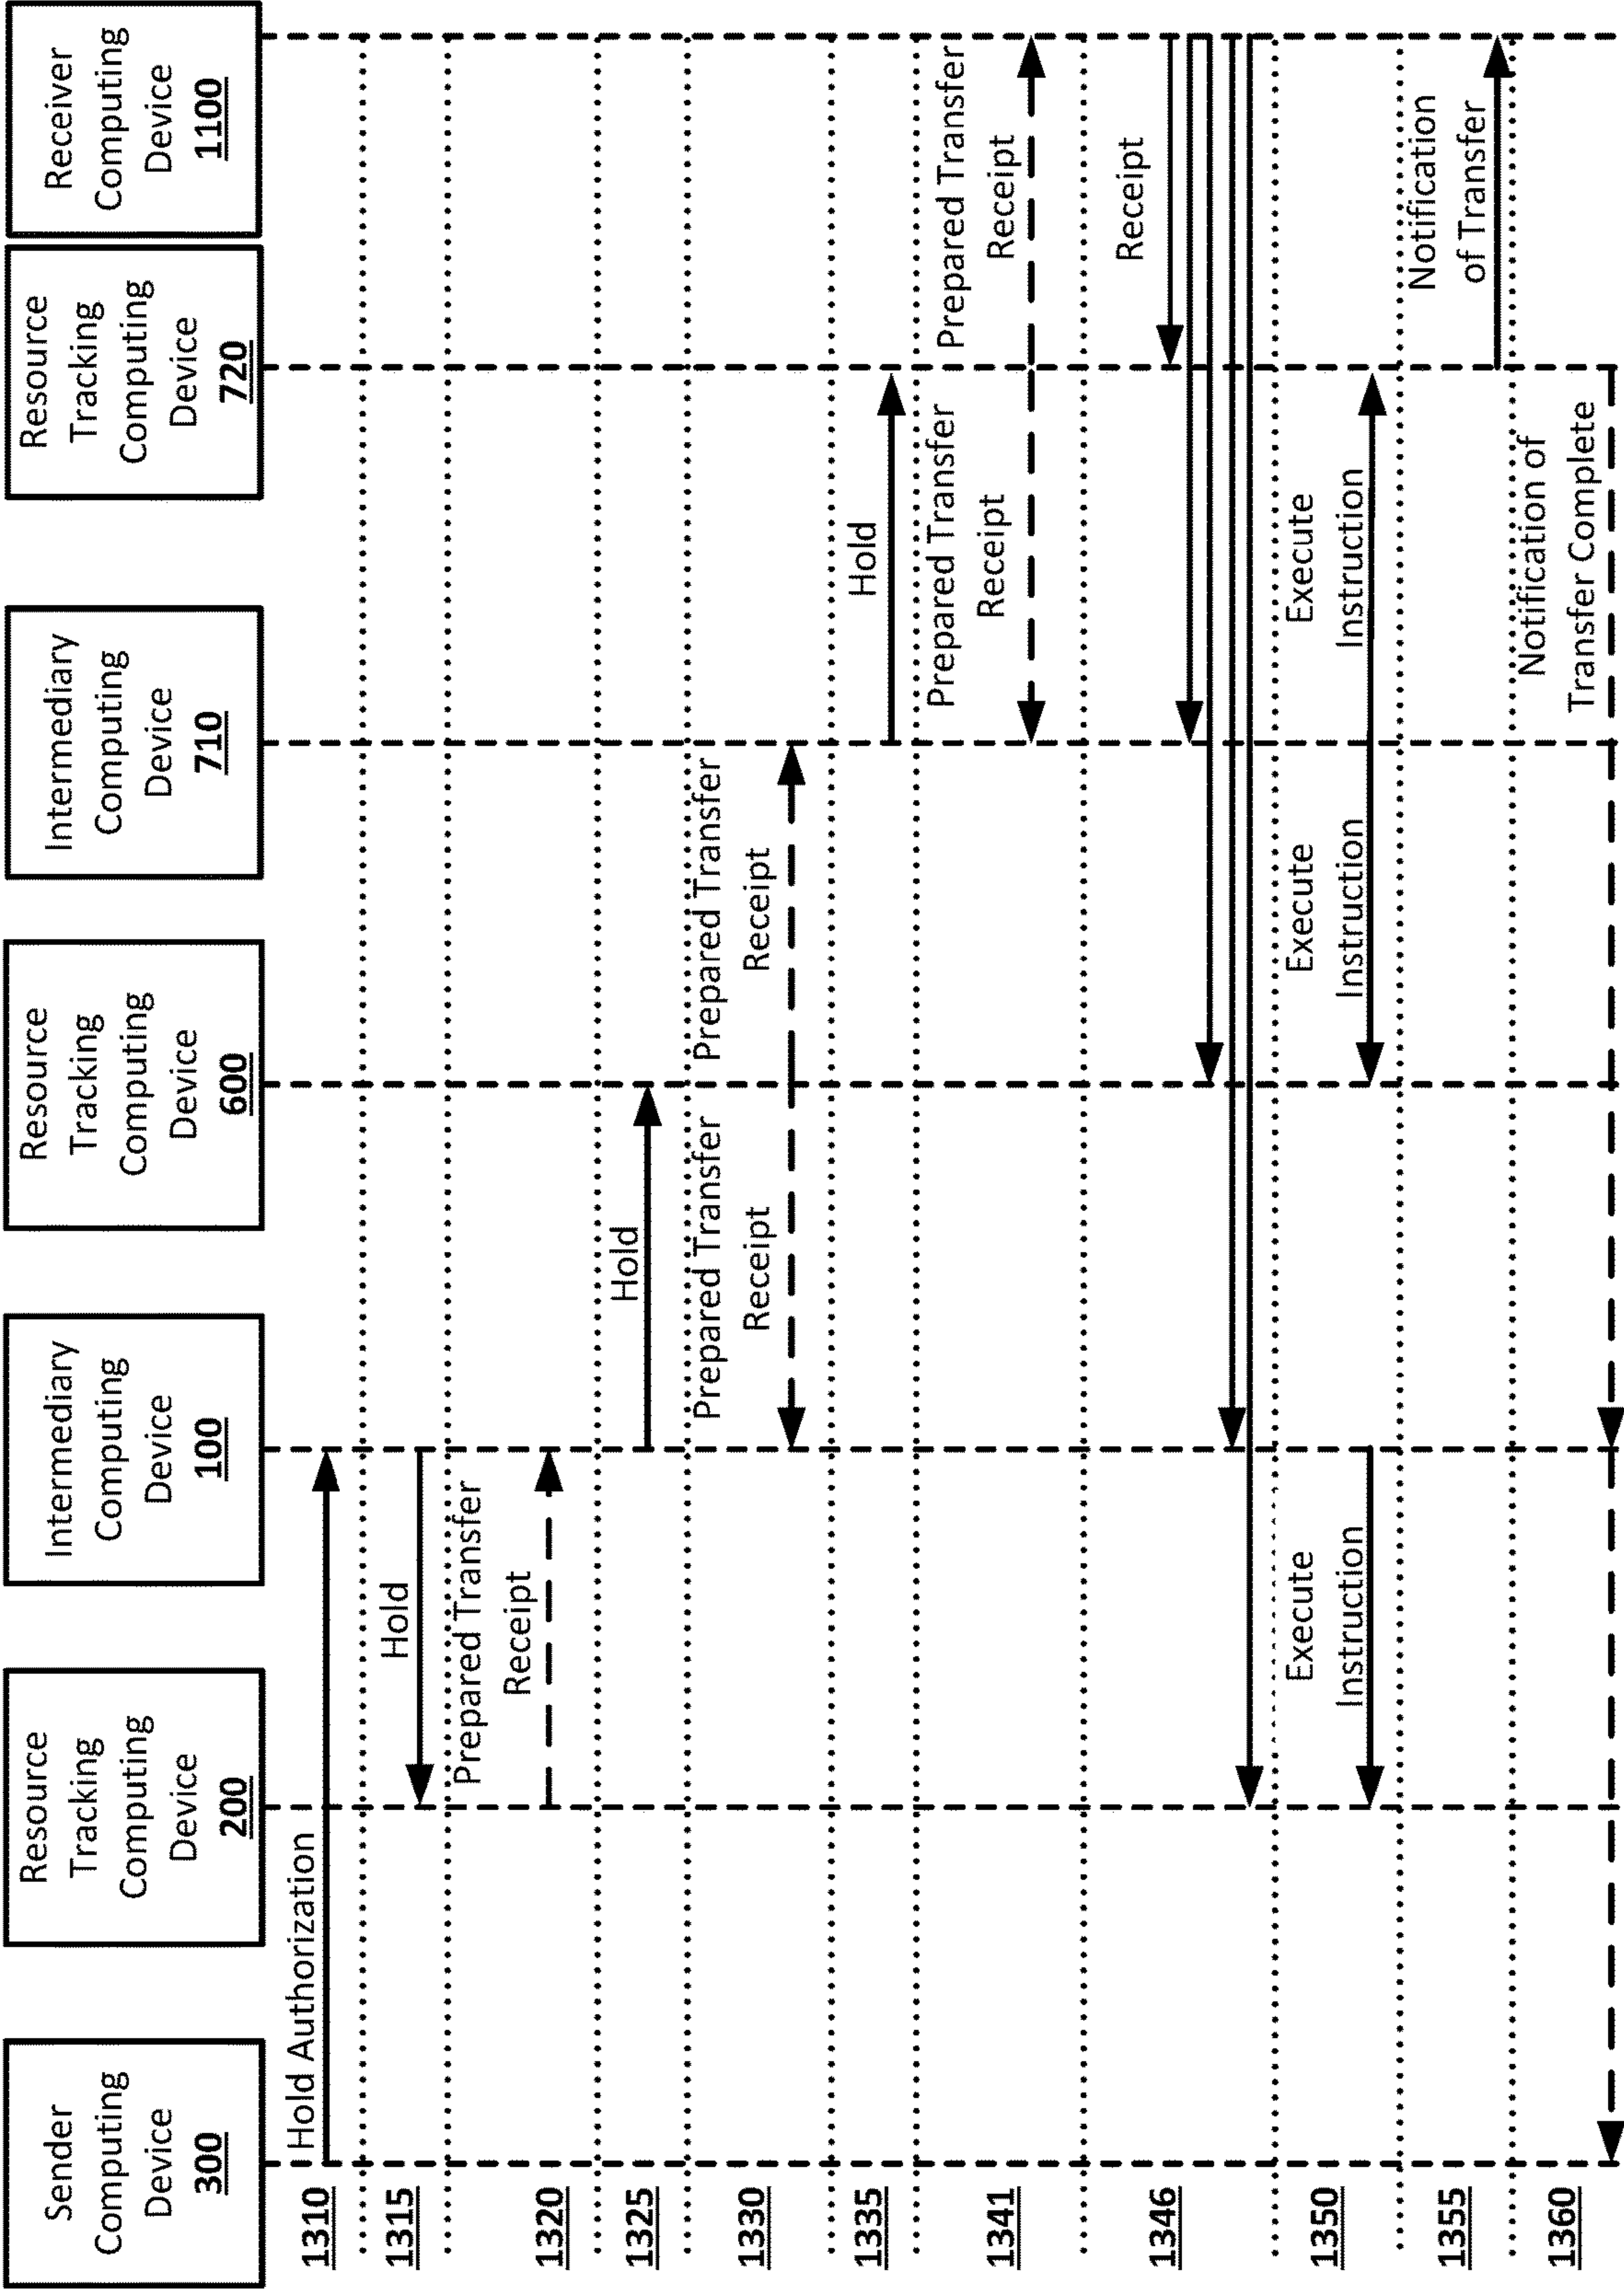 Sender
Computing
Device
300
Resource
Tracking
Computing
Device
200
Intermediary
Computing
Device
100
Resource
Tracking
Computing
Device
600
Intermediary
Computing
Device
710
Resource
Tracking
Computing
Device
720
Receiver
Computing
Device
1100
1310
Hold Authorization
1315
Hold
1320
Prepared Transfer
Receipt
1325
Hold
1330
Prepared Transfer
Receipt
Prepared Transfer
Receipt
1335
Hold
1341
Prepared Transfer
Receipt
Prepared Transfer
Receipt
1346
Receipt
1350
Execute
Instruction
Execute
Instruction
Execute
Instruction
1355
Notification
of Transfer
1360
Notification of
Transfer Complete